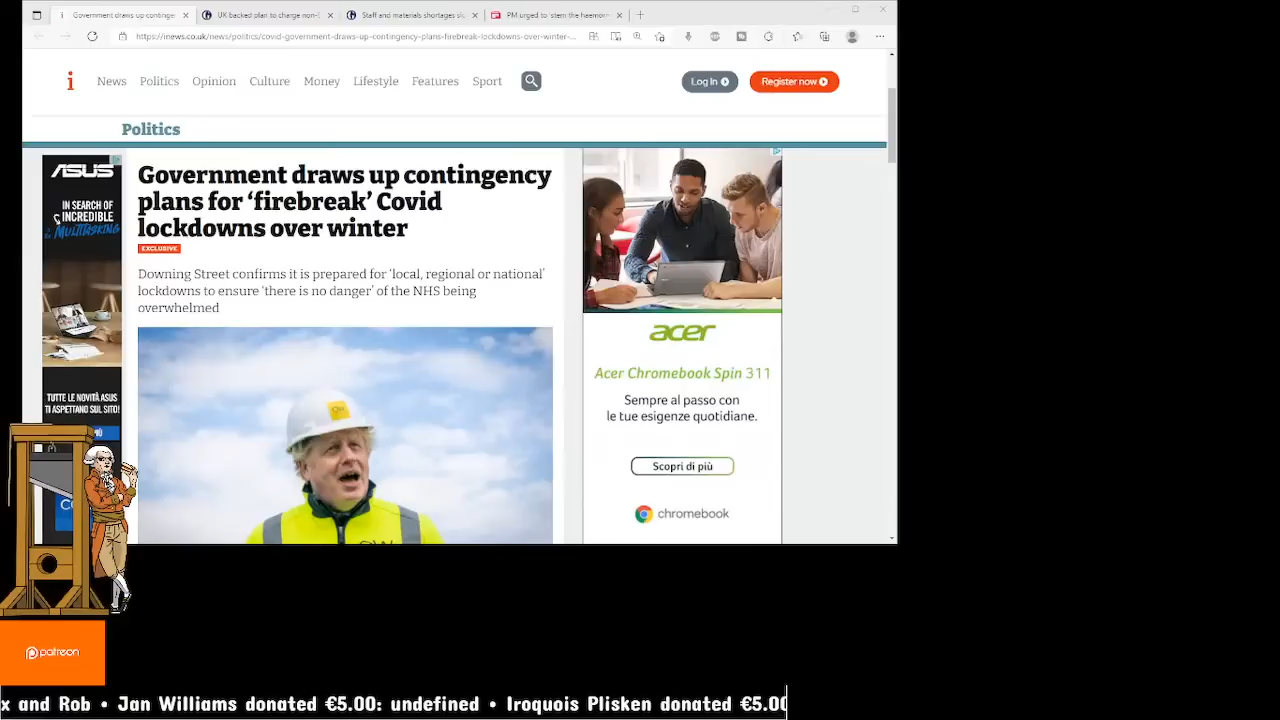 Government draws up continger
UK backed plan to charge non-
Staff and materials shortages slo
PM urged to 'stem the haemorr
https://inews.co.uk/news/politics/covid-government-draws-up-contingency-plans-firebreak-lockdowns-over-winter-...
i
News
Politics
Opinion
Culture
Money
Lifestyle
Features
Sport
Log In
Register now
Politics
ASUS
IN SEARCH OF
INCREDIBLE
MULTITASKING
TUTTE LE NOVITÀ ASUS
TI ASPETTANO SUL SITO!
Government draws up contingency
plans for ‘firebreak’ Covid
lockdowns over winter
EXCLUSIVE
Downing Street confirms it is prepared for ‘local, regional or national’
lockdowns to ensure ‘there is no danger’ of the NHS being
overwhelmed
acer
Acer Chromebook Spin 311
Sempre al passo con
le tue esigenze quotidiane.
Scopri di più
chromebook
patreon
x and Rob • Jan Williams donated €5.00: undefined • Iroquois Plisken donated €5.00